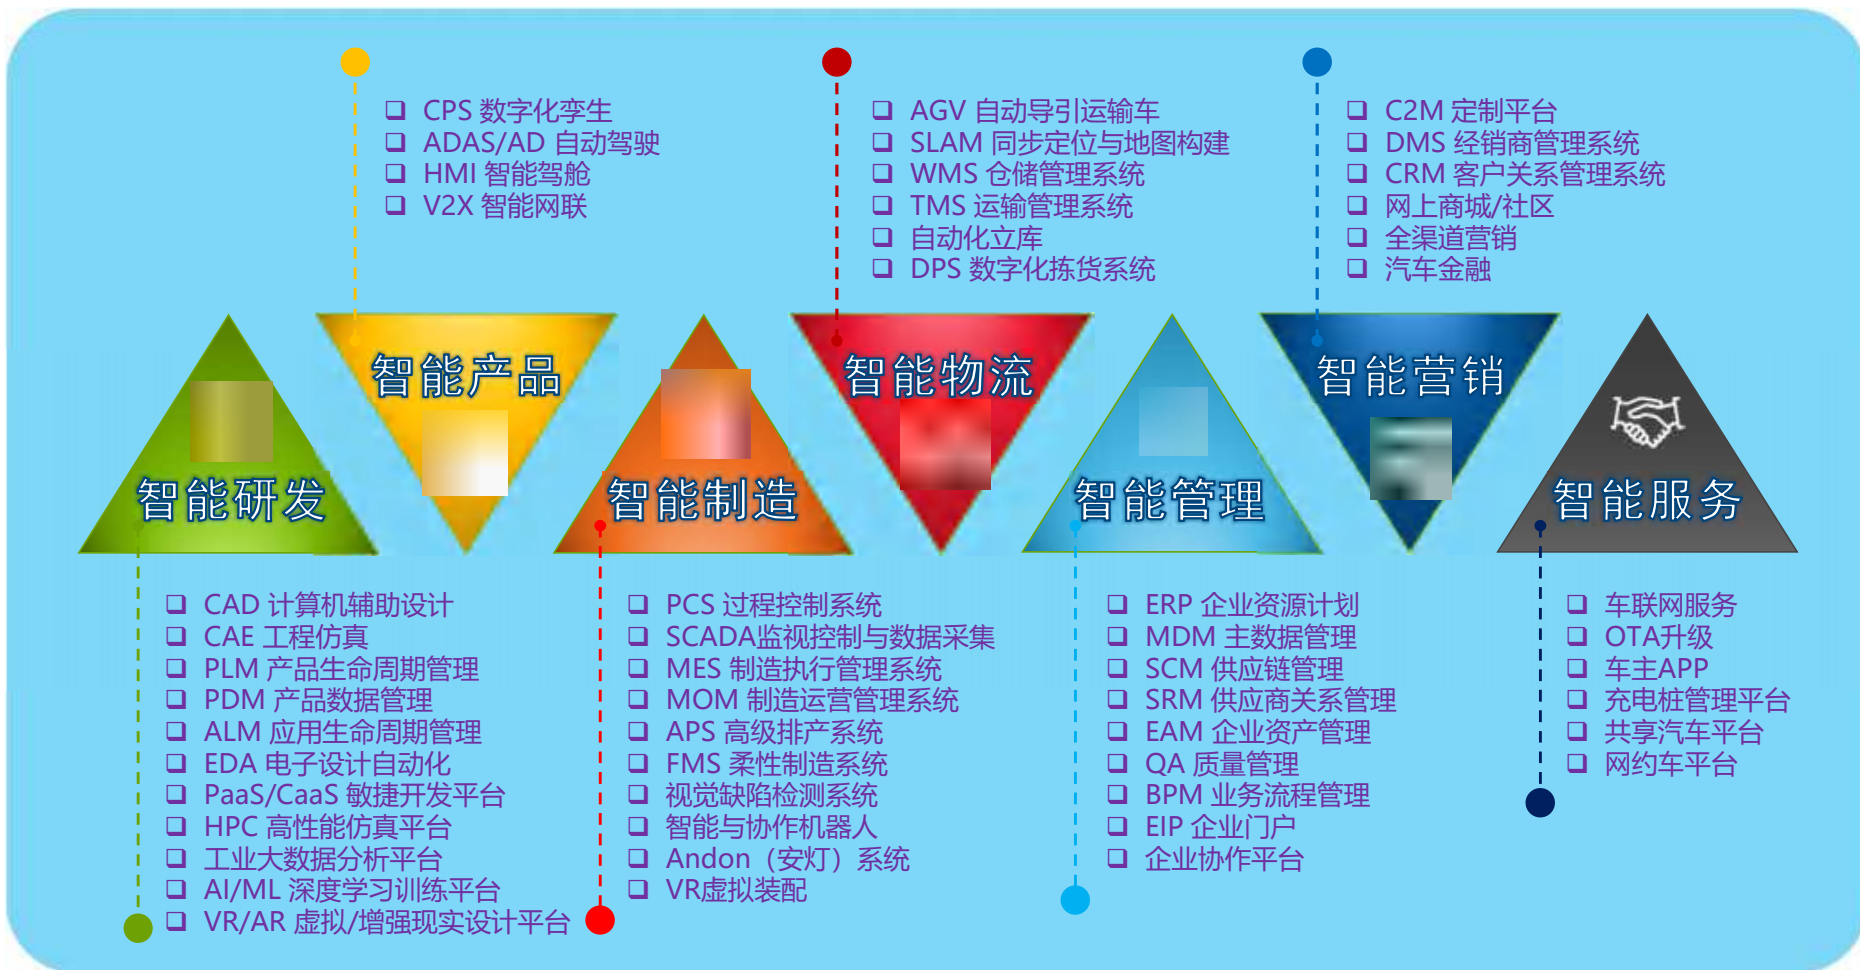 CPS 数字化孪生
ADAS/AD 自动驾驶
HMI 智能驾舱
V2X 智能网联
AGV 自动导引运输车
SLAM 同步定位与地图构建
WMS 仓储管理系统
TMS 运输管理系统
自动化立库
DPS 数字化拣货系统
C2M 定制平台
DMS 经销商管理系统
CRM 客户关系管理系统
网上商城/社区
全渠道营销
汽车金融
智能研发
智能产品
智能制造
智能物流
智能管理
智能营销
智能服务
CAD 计算机辅助设计
CAE 工程仿真
PLM 产品生命周期管理
PDM 产品数据管理
ALM 应用生命周期管理
EDA 电子设计自动化
PaaS/CaaS 敏捷开发平台
HPC 高性能仿真平台
工业大数据分析平台
AI/ML 深度学习训练平台
VR/AR 虚拟/增强现实设计平台
PCS 过程控制系统
SCADA监视控制与数据采集
MES 制造执行管理系统
MOM 制造运营管理系统
APS 高级排产系统
FMS 柔性制造系统
视觉缺陷检测系统
智能与协作机器人
Andon（安灯）系统
VR虚拟装配
ERP 企业资源计划
MDM 主数据管理
SCM 供应链管理
SRM 供应商关系管理
EAM 企业资产管理
QA 质量管理
BPM 业务流程管理
EIP 企业门户
企业协作平台
车联网服务
OTA升级
车主APP
充电桩管理平台
共享汽车平台
网约车平台